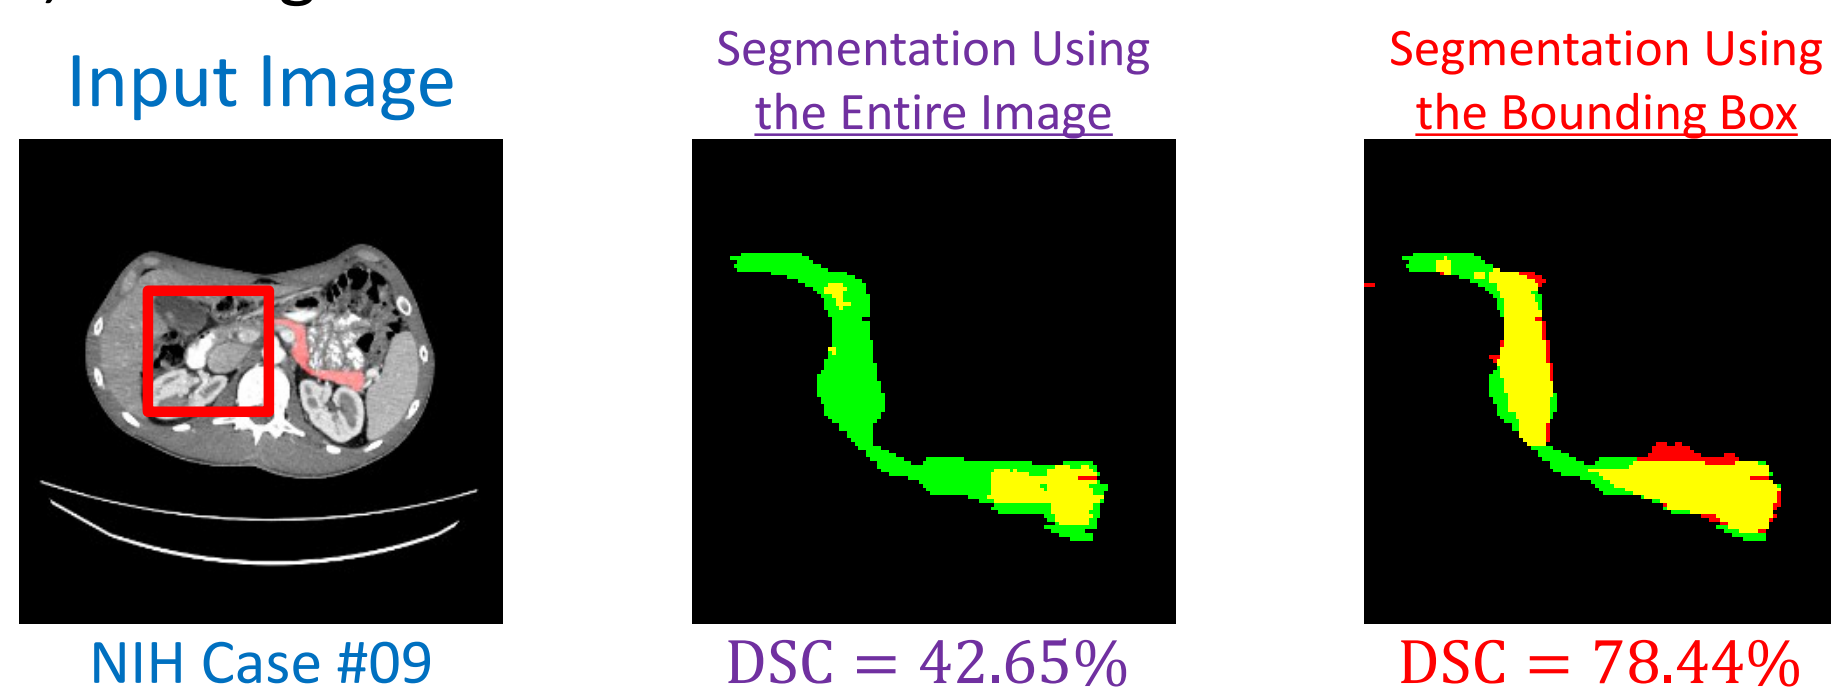 Input Image
Segmentation Using
the Entire Image
Segmentation Using
the Bounding Box
NIH Case #09
DSC = 42.65%
DSC = 78.44%